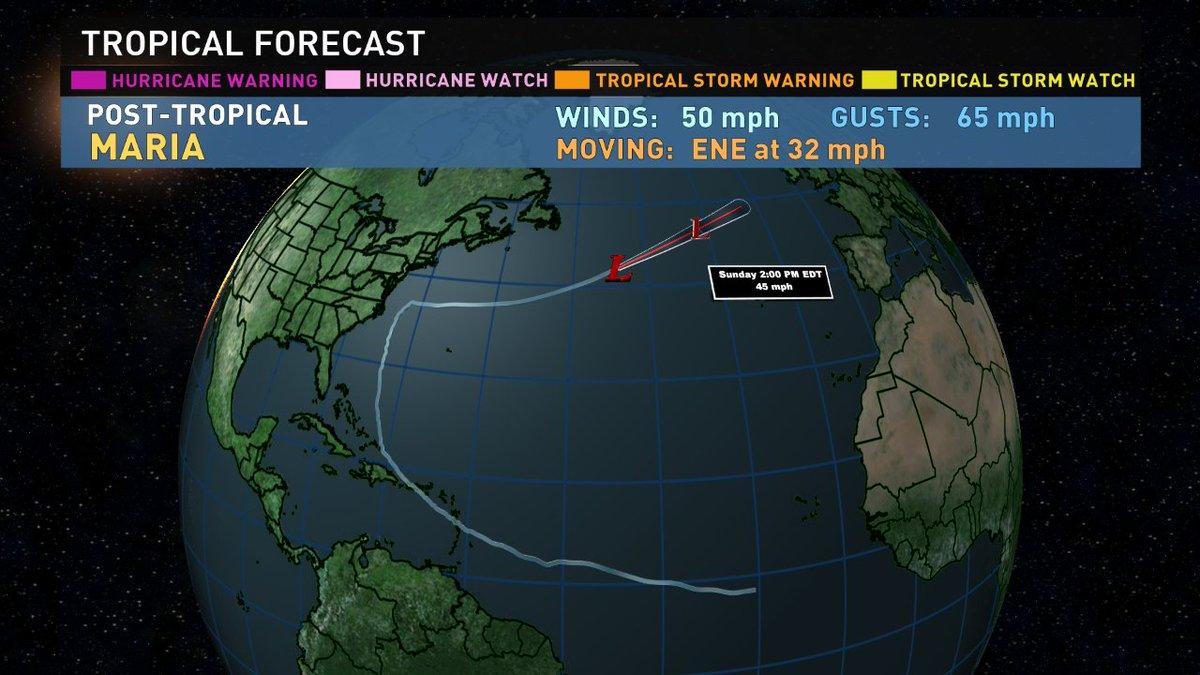 TROPICAL FORECAST
HURRICANE WARNING HURRICANE WATCH TROPICAL STORM WARNING TROPICAL STORM WATCH
POST-TROPICAL WINDS: 50 mph GUSTS: 65 mph
MARIA MOVING: ENE at 32 mph
L
L
Sunday 2:00 PM EDT
45 mph